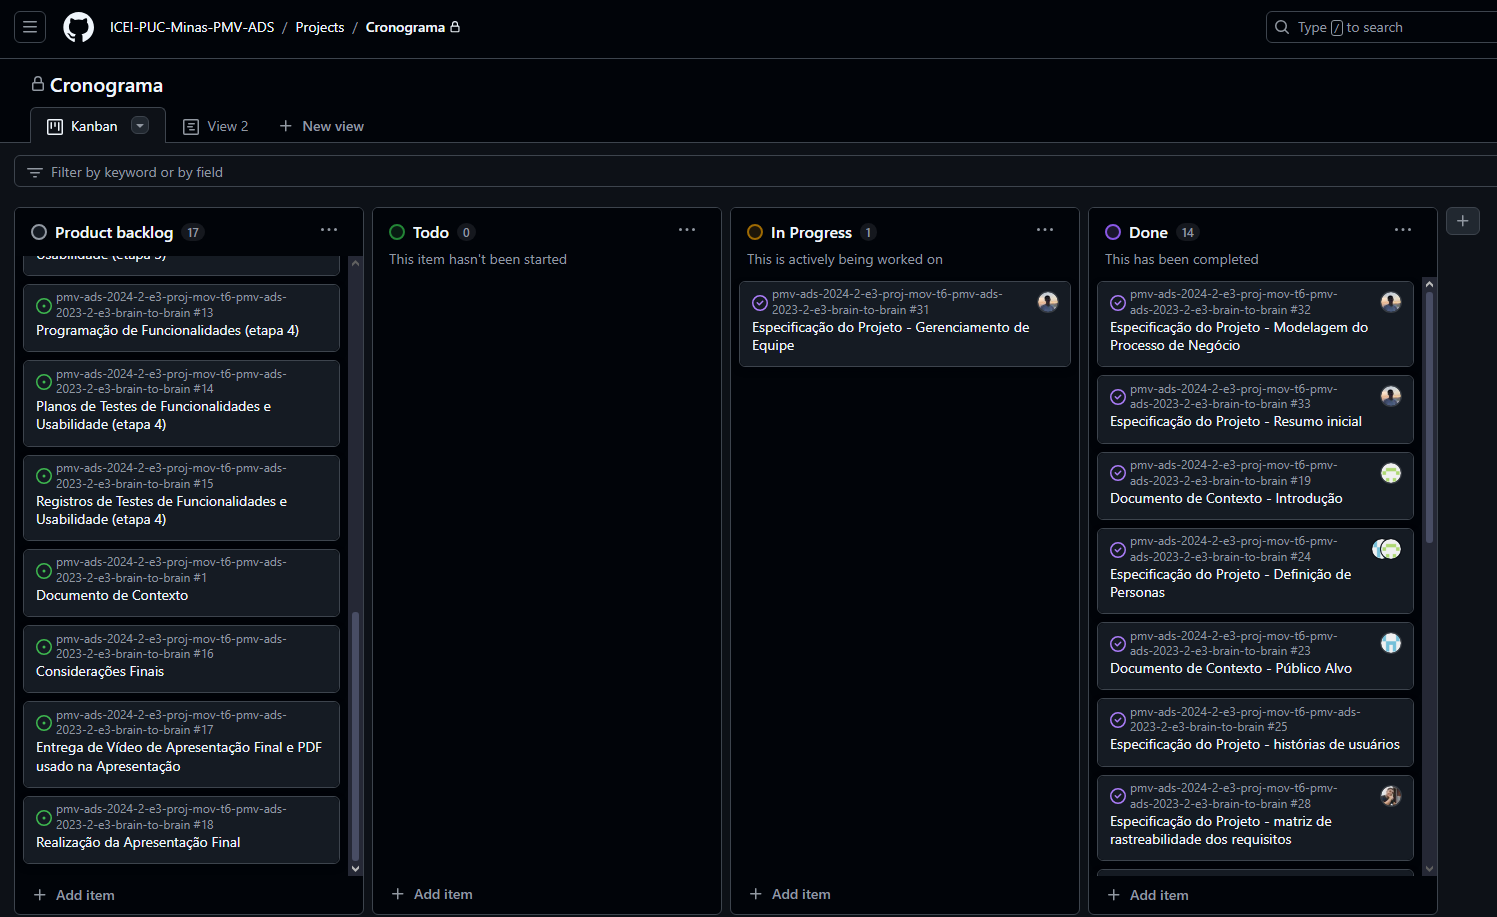 ICEI-PUC-Minas-PMV-ADS / Projects / Cronograma
Type / to search
Cronograma
Kanban
View 2
New view
Filter by keyword or by field
Product backlog 17
Usabilidade (etapa 3)
pmv-ads-2024-2-e3-proj-mov-t6-pmv-ads-
2023-2-e3-brain-to-brain #13
Programação de Funcionalidades (etapa 4)
pmv-ads-2024-2-e3-proj-mov-t6-pmv-ads-
2023-2-e3-brain-to-brain #14
Planos de Testes de Funcionalidades e
Usabilidade (etapa 4)
pmv-ads-2024-2-e3-proj-mov-t6-pmv-ads-
2023-2-e3-brain-to-brain #15
Registros de Testes de Funcionalidades e
Usabilidade (etapa 4)
pmv-ads-2024-2-e3-proj-mov-t6-pmv-ads-
2023-2-e3-brain-to-brain #1
Documento de Contexto
pmv-ads-2024-2-e3-proj-mov-t6-pmv-ads-
2023-2-e3-brain-to-brain #16
Considerações Finais
pmv-ads-2024-2-e3-proj-mov-t6-pmv-ads-
2023-2-e3-brain-to-brain #17
Entrega de Vídeo de Apresentação Final e PDF
usado na Apresentação
pmv-ads-2024-2-e3-proj-mov-t6-pmv-ads-
2023-2-e3-brain-to-brain #18
Realização da Apresentação Final
Add item
Todo 0
This item hasn't been started
Add item
In Progress 1
This is actively being worked on
pmv-ads-2024-2-e3-proj-mov-t6-pmv-ads-
2023-2-e3-brain-to-brain #31
Especificação do Projeto - Gerenciamento de
Equipe
Add item
Done 14
This has been completed
pmv-ads-2024-2-e3-proj-mov-t6-pmv-
ads-2023-2-e3-brain-to-brain #32
Especificação do Projeto - Modelagem do
Processo de Negócio
pmv-ads-2024-2-e3-proj-mov-t6-pmv-
ads-2023-2-e3-brain-to-brain #33
Especificação do Projeto - Resumo inicial
pmv-ads-2024-2-e3-proj-mov-t6-pmv-
ads-2023-2-e3-brain-to-brain #19
Documento de Contexto - Introdução
pmv-ads-2024-2-e3-proj-mov-t6-pmv-
ads-2023-2-e3-brain-to-brain #24
Especificação do Projeto - Definição de
Personas
pmv-ads-2024-2-e3-proj-mov-t6-pmv-
ads-2023-2-e3-brain-to-brain #23
Documento de Contexto - Público Alvo
pmv-ads-2024-2-e3-proj-mov-t6-pmv-ads-
2023-2-e3-brain-to-brain #25
Especificação do Projeto - histórias de usuários
pmv-ads-2024-2-e3-proj-mov-t6-pmv-
ads-2023-2-e3-brain-to-brain #28
Especificação do Projeto - matriz de
rastreabilidade dos requisitos
Add item